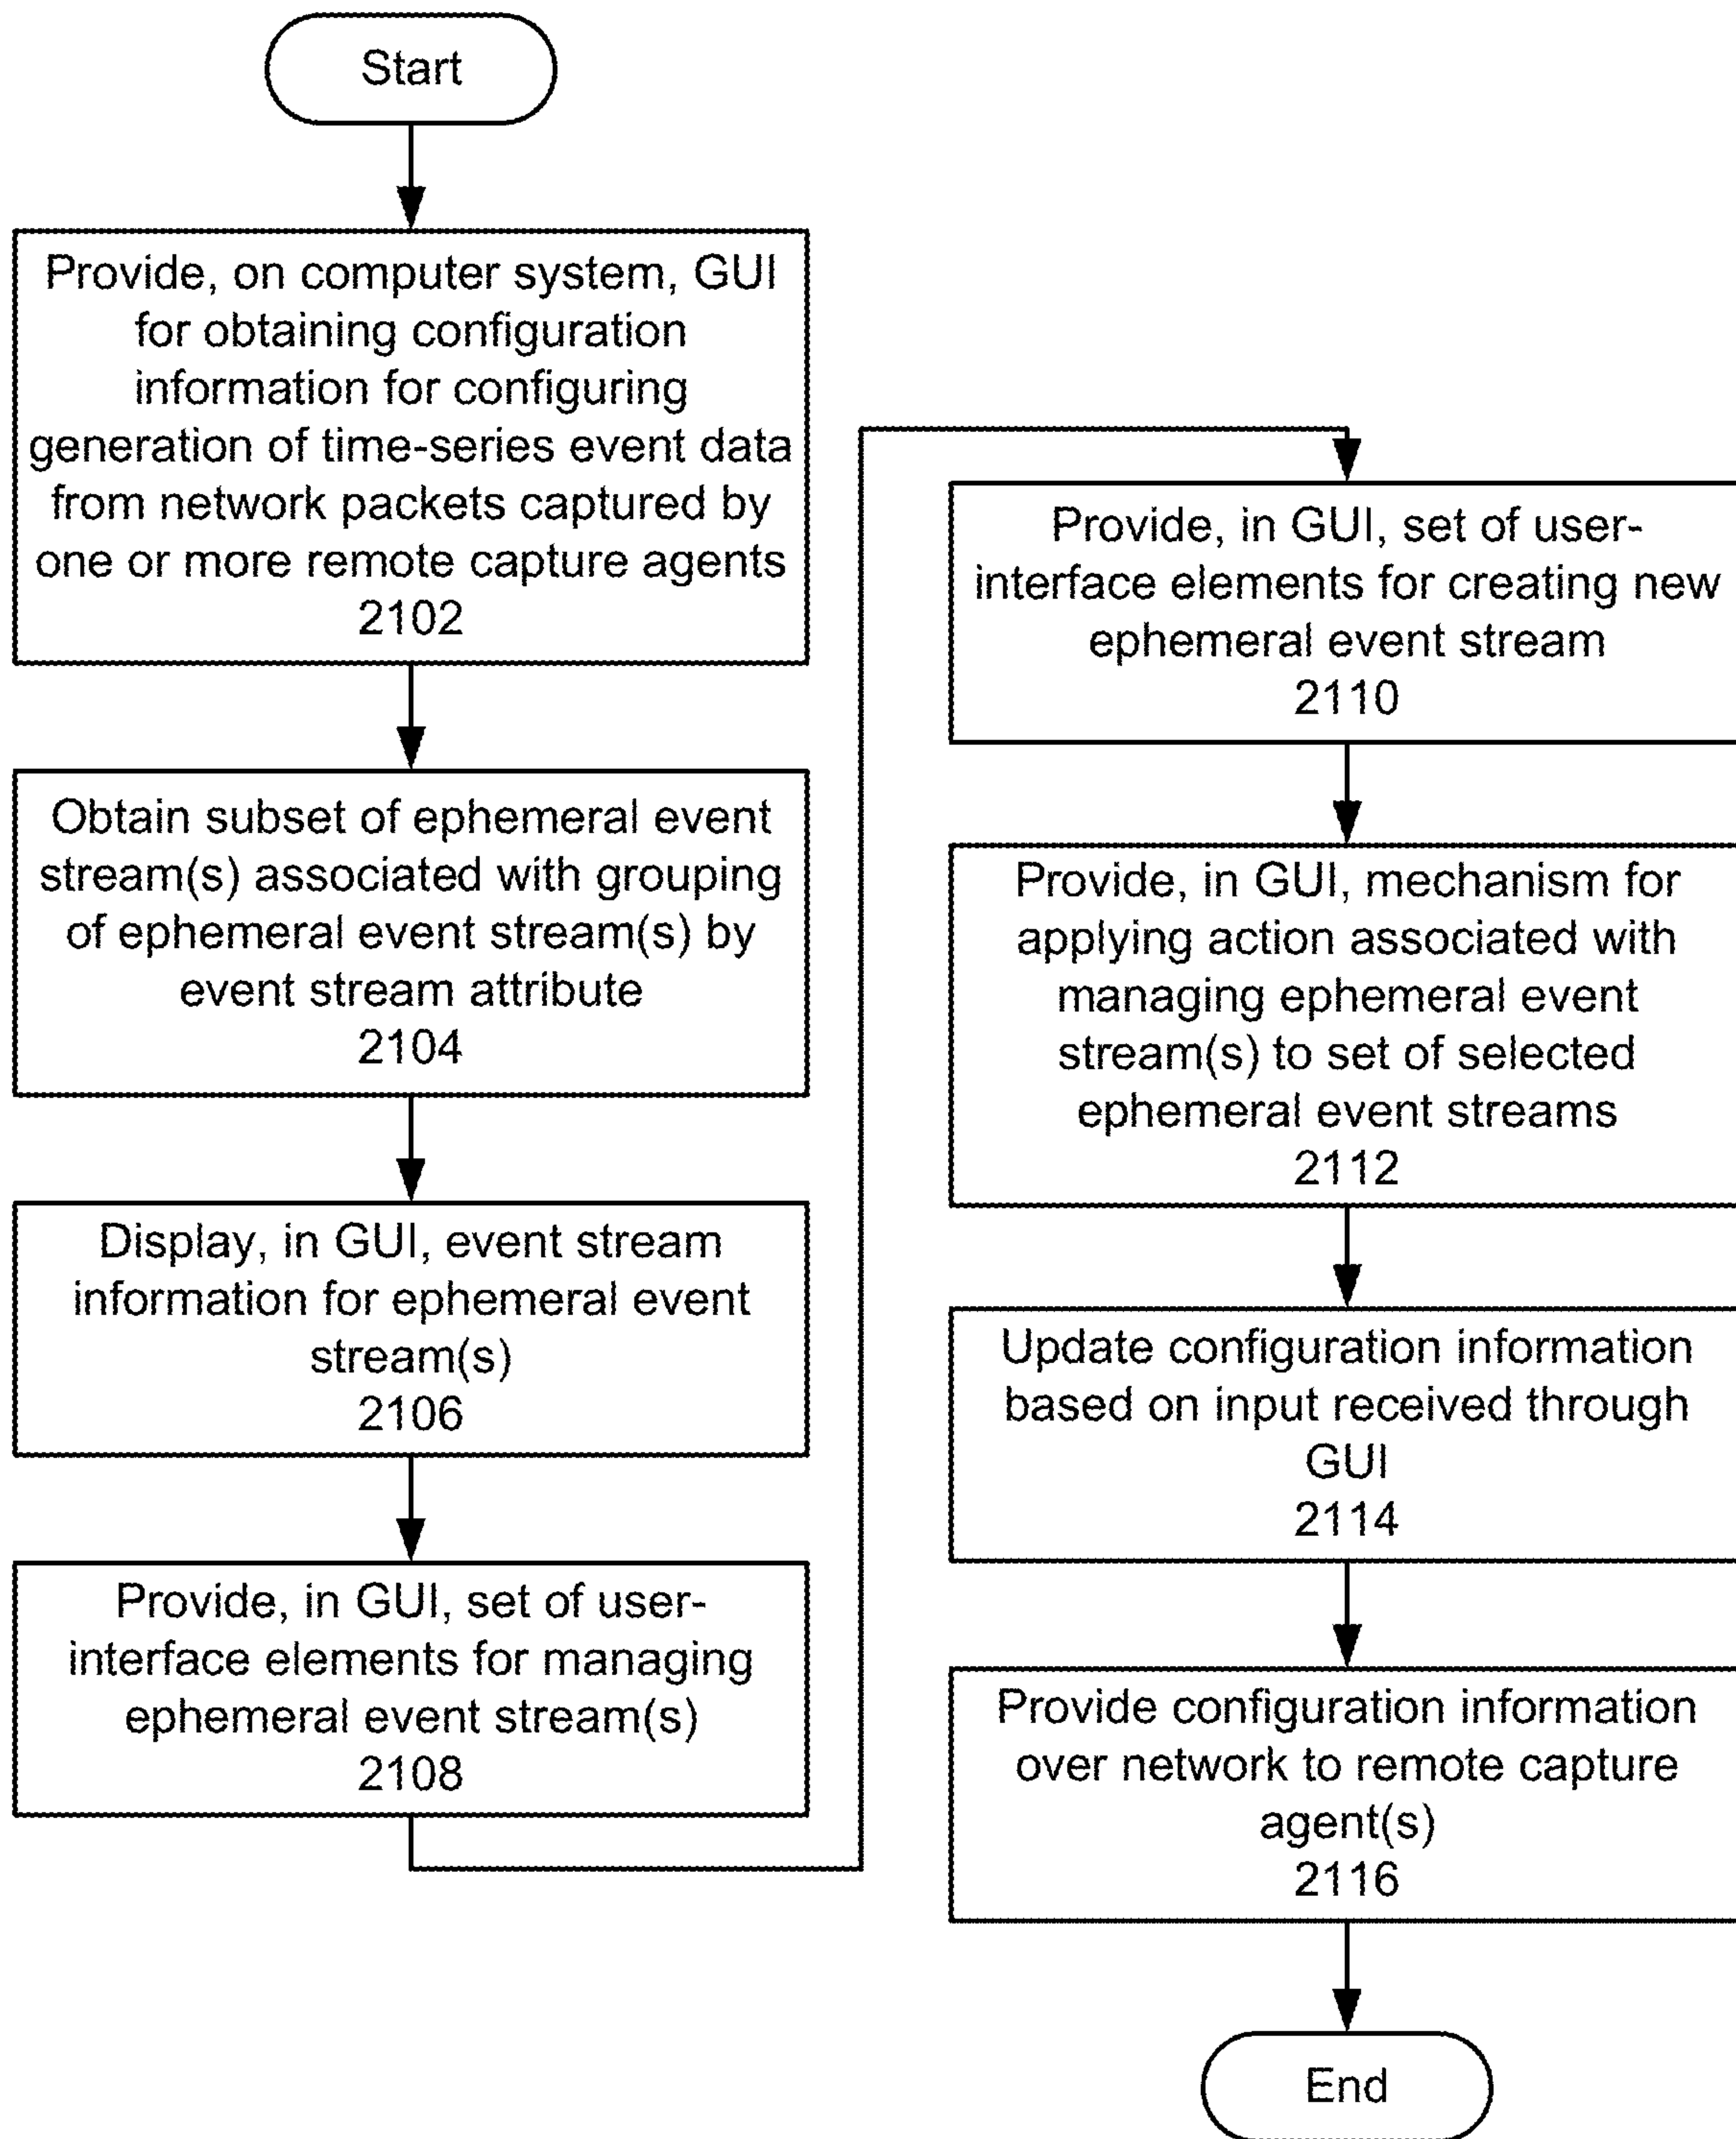 Start
Provide, on computer system, GUI
for obtaining configuration
information for configuring
generation of time-series event data
from network packets captured by
one or more remote capture agents
2102
Obtain subset of ephemeral event
stream(s) associated with grouping
of ephemeral event stream(s) by
event stream attribute
2104
Display, in GUI, event stream
information for ephemeral event
stream(s)
2106
Provide, in GUI, set of user-
interface elements for managing
ephemeral event stream(s)
2108
Provide, in GUI, set of user-
interface elements for creating new
ephemeral event stream
2110
Provide, in GUI, mechanism for
applying action associated with
managing ephemeral event
stream(s) to set of selected
ephemeral event streams
2112
Update configuration information
based on input received through
GUI
2114
Provide configuration information
over network to remote capture
agent(s)
2116
End